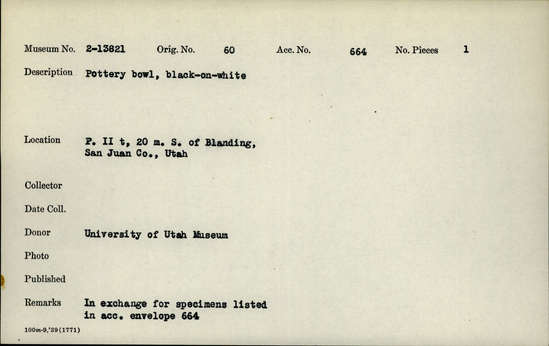 Museum No. 2-13821 Orig. No. 60 Acc. No. 664 No. Pieces 1
Description Pottery bowl, black-on-white
Location P. II t, 20 m. S. of Blanding,
San Juan Co., Utah
Collector
Date Coll.
Donor University of Utah Museum
Photo
Published
Remarks In exchange for specimens listed
in acc. envelope 664
100m-9,'39(1771)